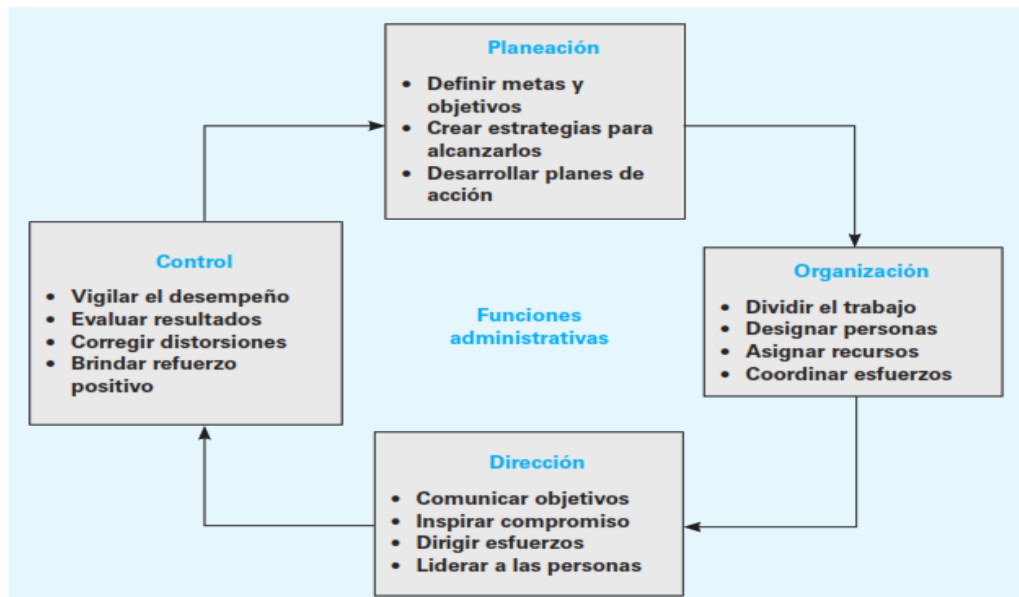 Planeación
• Definir metas y
objetivos
• Crear estrategias para
alcanzarlos
• Desarrollar planes de
acción
Control
• Vigilar el desempeño
• Evaluar resultados
• Corregir distorsiones
• Brindar refuerzo
positivo
Funciones
administrativas
Organización
• Dividir el trabajo
• Designar personas
• Asignar recursos
• Coordinar esfuerzos
Dirección
• Comunicar objetivos
• Inspirar compromiso
• Dirigir esfuerzos
• Liderar a las personas